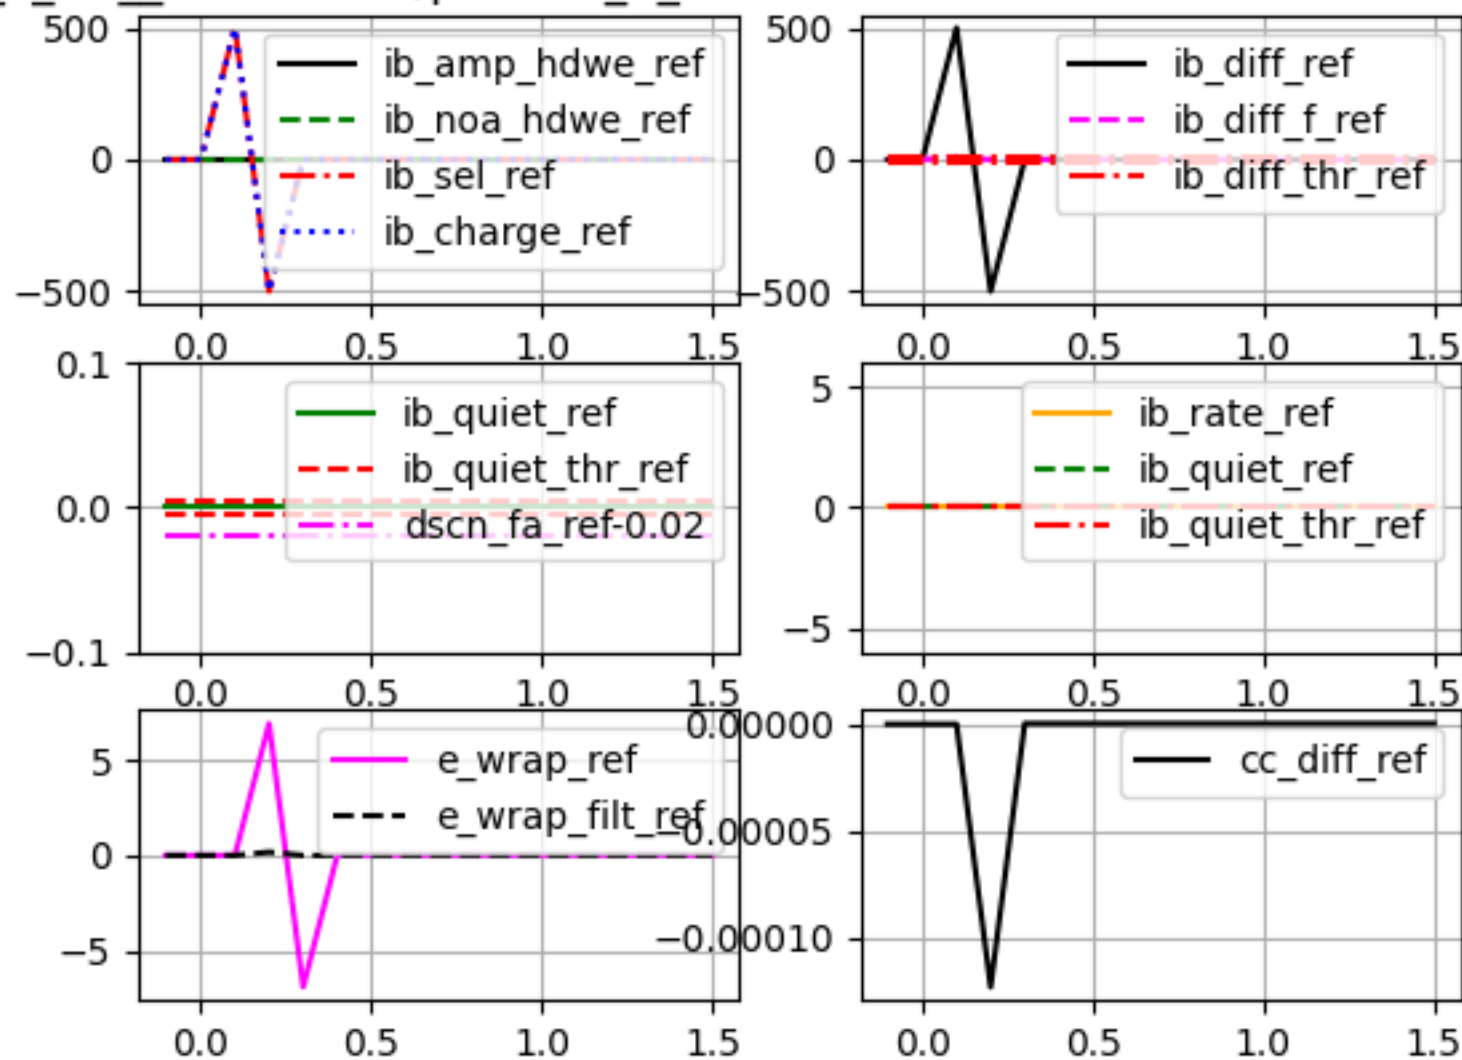 500
ib_amp_hdwe_ref
ib_noa_hdwe_ref
0
ib_sel_ref
ib_charge_ref
−500
0.0 0.5 1.0 1.5
500
ib_diff_ref
ib_diff_f_ref
0
ib_diff_thr_ref
−500
0.0 0.5 1.0 1.5
0.1
ib_quiet_ref
ib_quiet_thr_ref
0.0
dscn_fa_ref-0.02
−0.1
0.0 0.5 1.0 1.5
5
ib_rate_ref
ib_quiet_ref
0
ib_quiet_thr_ref
−5
0.0 0.5 1.0 1.5
5
e_wrap_ref
e_wrap_filt_ref
0
−5
0.0 0.5 1.0 1.5
0.00000
cc_diff_ref
−0.00005
−0.00010
0.0 0.5 1.0 1.5